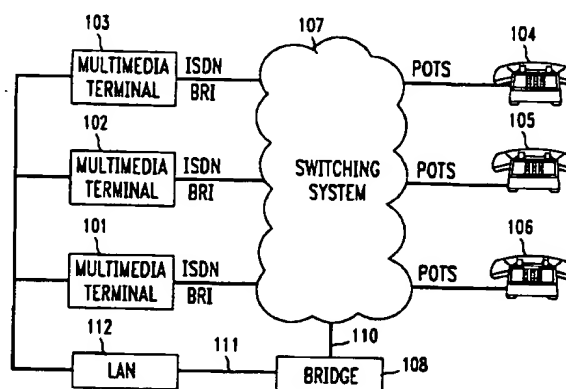 103
MULTIMEDIA
TERMINAL
ISDN
BRI
107
POTS
104
102
MULTIMEDIA
TERMINAL
ISDN
BRI
SWITCHING
SYSTEM
POTS
105
101
MULTIMEDIA
TERMINAL
ISDN
BRI
POTS
106
112
LAN
111
110
BRIDGE
108